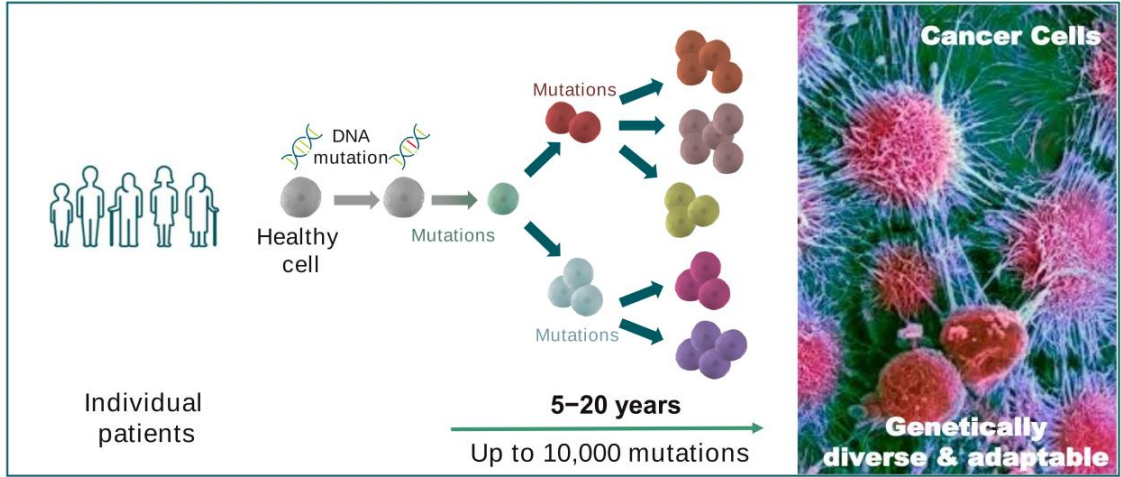 Individual
patients
DNA
mutation
Healthy
cell
Mutations
Mutations
Mutations
5–20 years
Up to 10,000 mutations
Cancer Cells
Genetically
diverse & adaptable